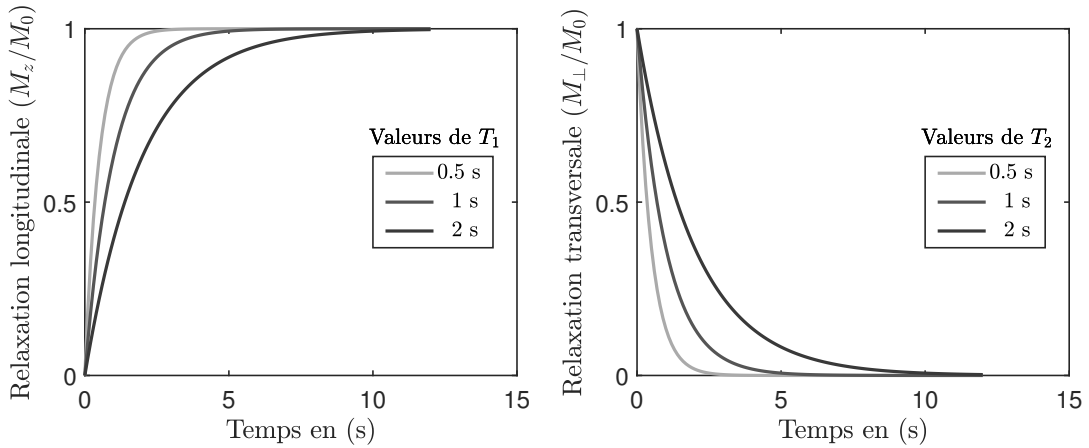 Relaxation longitudinale (M_z/M_0)
1
0.5
0
0 5 10 15
Temps en (s)
Valeurs de T_1
0.5 s
1 s
2 s
Relaxation transversale (M_⊥/M_0)
1
0.5
0
0 5 10 15
Temps en (s)
Valeurs de T_2
0.5 s
1 s
2 s